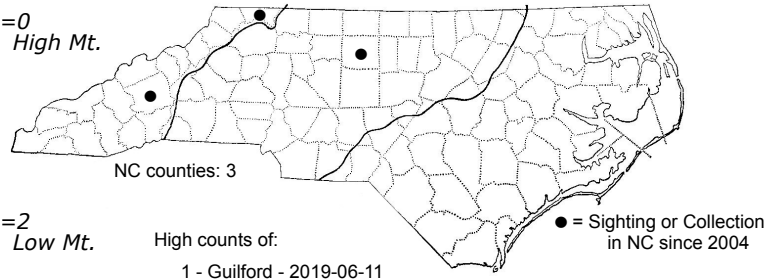 =0
High Mt.
NC counties: 3
=2
Low Mt.
High counts of:
1 - Guilford - 2019-06-11
● = Sighting or Collection
in NC since 2004